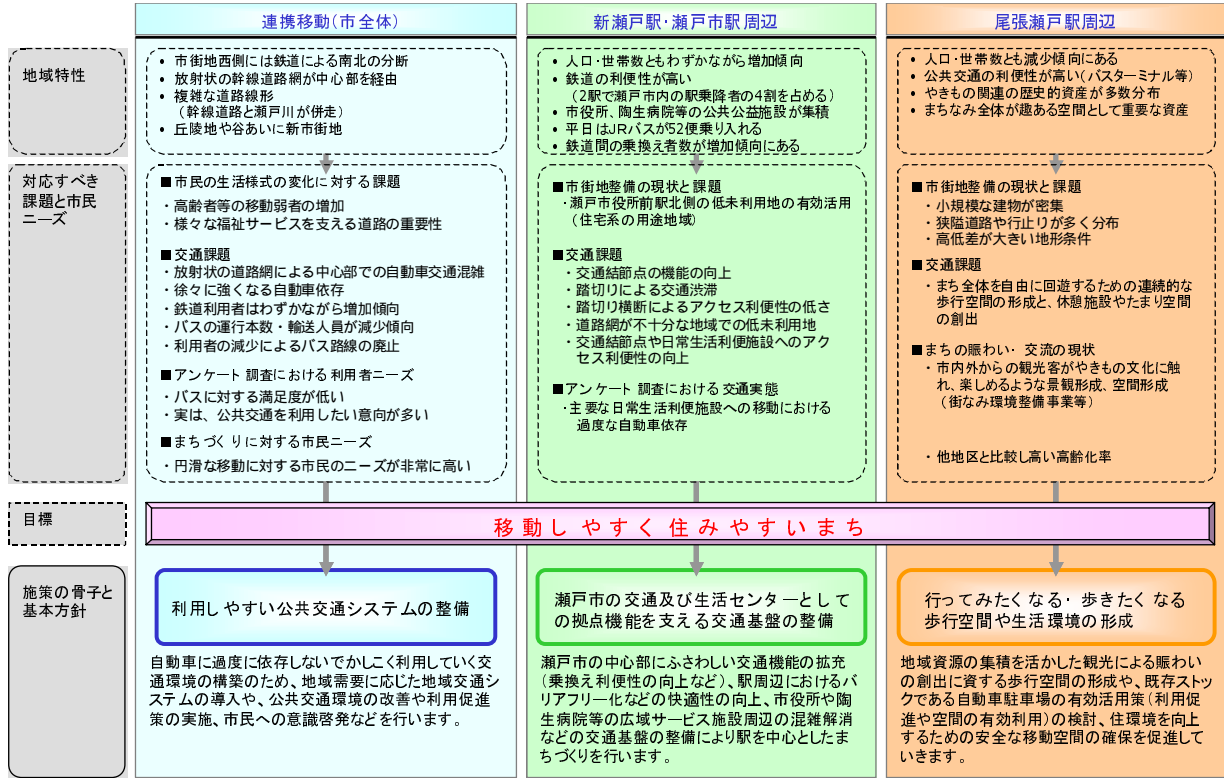 連携移動(市全体)
新瀬戸駅・瀬戸市駅周辺
尾張瀬戸駅周辺
地域特性
• 市街地西側には鉄道による南北の分断
• 放射状の幹線道路網が中心部を経由
• 複雑な道路線形
(幹線道路と瀬戸川が併走)
• 丘陵地や谷あいに新市街地
• 人口・世帯数ともわずかながら増加傾向
• 鉄道の利便性が高い
(2駅で瀬戸市内の駅乗降者の4割を占める)
• 市役所、陶生病院等の公共公益施設が集積
• 平日はJRバスが52便乗り入れる
• 鉄道間の乗換え者数が増加傾向にある
• 人口・世帯数とも減少傾向にある
• 公共交通の利便性が高い(バスターミナル等)
• やきもの関連の歴史的資産が多数分布
• まちなみ全体が趣ある空間として重要な資産
対応すべき
課題と市民
ニーズ
■市民の生活様式の変化に対する課題
・高齢者等の移動弱者の増加
・様々な福祉サービスを支える道路の重要性
■交通課題
・放射状の道路網による中心部での自動車交通混雑
・徐々に強くなる自動車依存
・鉄道利用者はわずかながら増加傾向
・バスの運行本数・輸送人員が減少傾向
・利用者の減少によるバス路線の廃止
■アンケート調査における利用者ニーズ
・バスに対する満足度が低い
・実は、公共交通を利用したい意向が多い
■まちづくりに対する市民ニーズ
・円滑な移動に対する市民のニーズが非常に高い
■市街地整備の現状と課題
・瀬戸市役所前駅北側の低未利用地の有効活用
(住宅系の用途地域)
■交通課題
・交通結節点の機能の向上
・踏切りによる交通渋滞
・踏切り横断によるアクセス利便性の低さ
・道路網が不十分な地域での低未利用地
・交通結節点や日常生活利便施設へのアク
セス利便性の向上
■アンケート調査における交通実態
・主要な日常生活利便施設への移動における
過度な自動車依存
■市街地整備の現状と課題
・小規模な建物が密集
・狭隘道路や行止りが多く分布
・高低差が大きい地形条件
■交通課題
・まち全体を自由に回遊するための連続的な
歩行空間の形成と、休憩施設やたまり空間
の創出
■まちの賑わい・交流の現状
・市内外からの観光客がやきもの文化に触
れ、楽しめるような景観形成、空間形成
(街なみ環境整備事業等)
・他地区と比較し高い高齢化率
目標
移動しやすく住みやすいまち
施策の骨子と
基本方針
利用しやすい公共交通システムの整備
自動車に過度に依存しないでかしこく利用していく交
通環境の構築のため、地域需要に応じた地域交通シ
ステムの導入や、公共交通環境の改善や利用促進
策の実施、市民への意識啓発などを行います。
瀬戸市の交通及び生活センターとして
の拠点機能を支える交通基盤の整備
瀬戸市の中心部にふさわしい交通機能の拡充
(乗換え利便性の向上など)、駅周辺におけるバ
リアフリー化などの快適性の向上、市役所や陶
生病院等の広域サービス施設周辺の混雑解消
などの交通基盤の整備により駅を中心としたま
ちづくりを行います。
行ってみたくなる・歩きたくなる
歩行空間や生活環境の形成
地域資源の集積を活かした観光による賑わい
の創出に資する歩行空間の形成や、既存ストッ
クである自動車駐車場の有効活用策(利用促
進や空間の有効利用)の検討、住環境を向上
するための安全な移動空間の確保を促進して
いきます。